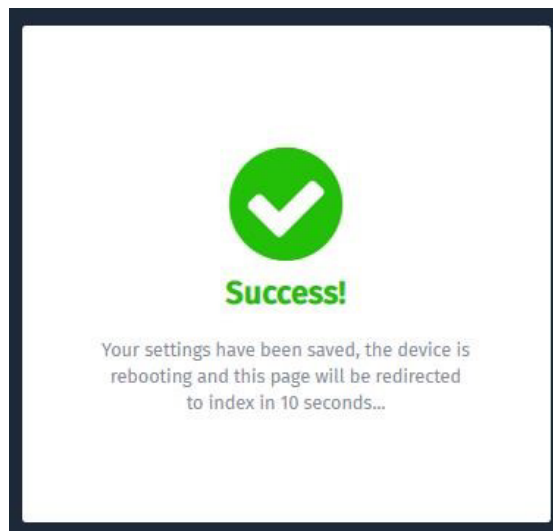 Success!
Your settings have been saved, the device is
rebooting and this page will be redirected
to index in 10 seconds...